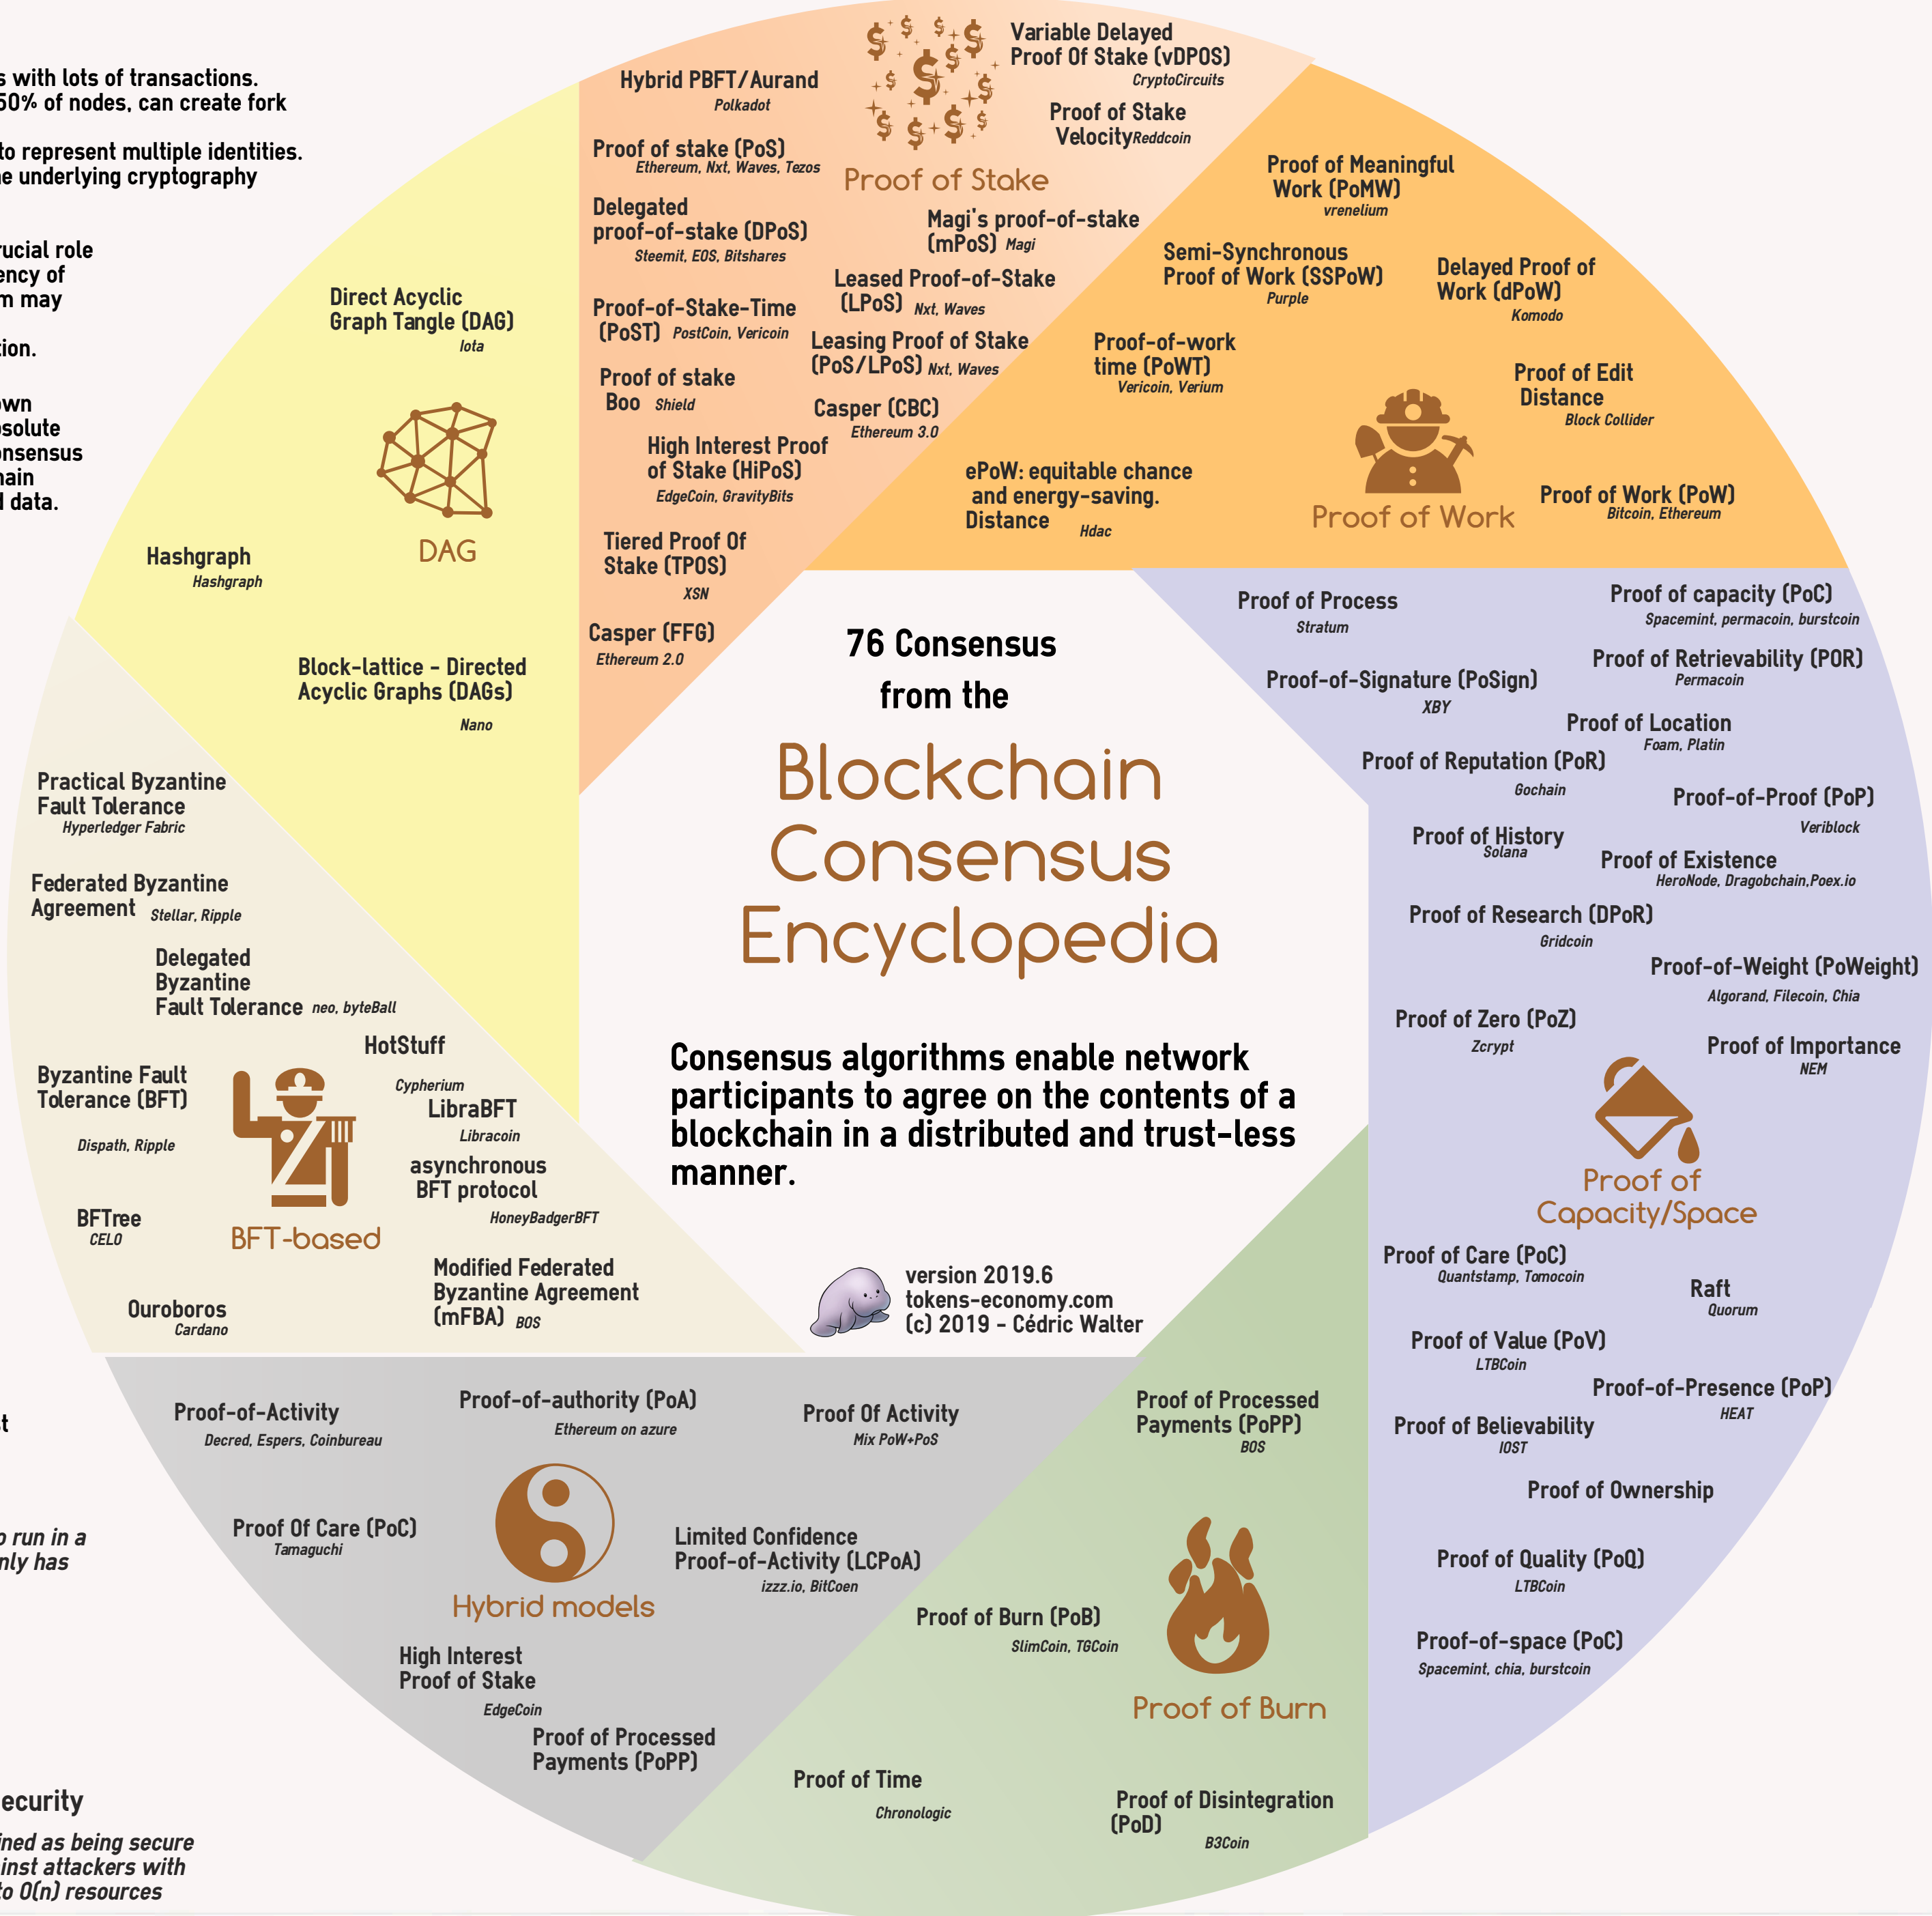 s with lots of transactions.
50% of nodes, can create fork
to represent multiple identities.
e underlying cryptography
rucial role
ency of
m may
tion.
own
bsolute
onsensus
hain
d data.
st
o run in a
nly has
ecurity
ined as being secure
inst attackers with
to O(n) resources
Hybrid PBFT/Aurand
Polkadot
Variable Delayed
Proof Of Stake (vDPOS)
CryptoCircuits
Proof of Stake
Velocity Reddcoin
Proof of stake (PoS)
Ethereum, Nxt, Waves, Tezos
Proof of Stake
Delegated
proof-of-stake (DPoS)
Steemit, EOS, Bitshares
Magi's proof-of-stake
(mPoS) Magi
Leased Proof-of-Stake
(LPoS) Nxt, Waves
Proof-of-Stake-Time
(PoST) PostCoin, Vericoin
Leasing Proof of Stake
(PoS/LPoS) Nxt, Waves
Proof of stake
Boo Shield
Casper (CBC)
Ethereum 3.0
High Interest Proof
of Stake (HiPoS)
EdgeCoin, GravityBits
Tiered Proof Of
Stake (TPOS)
XSN
Casper (FFG)
Ethereum 2.0
Proof of Meaningful
Work (PoMW)
vrenelium
Semi-Synchronous
Proof of Work (SSPoW)
Purple
Delayed Proof of
Work (dPoW)
Komodo
Proof-of-work
time (PoWT)
Vericoin, Verium
Proof of Edit
Distance
Block Collider
ePoW: equitable chance
and energy-saving.
Distance
Hdac
Proof of Work
Proof of Work (PoW)
Bitcoin, Ethereum
Direct Acyclic
Graph Tangle (DAG)
Iota
DAG
Hashgraph
Hashgraph
Block-lattice - Directed
Acyclic Graphs (DAGs)
Nano
76 Consensus
from the
Blockchain
Consensus
Encyclopedia
Consensus algorithms enable network
participants to agree on the contents of a
blockchain in a distributed and trust-less
manner.
version 2019.6
tokens-economy.com
(c) 2019 - Cédric Walter
Proof of Process
Stratum
Proof of capacity (PoC)
Spacemint, permacoin, burstcoin
Proof of Retrievability (POR)
Permacoin
Proof-of-Signature (PoSign)
XBY
Proof of Location
Foam, Platin
Proof of Reputation (PoR)
Gochain
Proof-of-Proof (PoP)
Veriblock
Proof of History
Solana
Proof of Existence
HeroNode, Dragobchain,Poex.io
Proof of Research (DPoR)
Gridcoin
Proof-of-Weight (PoWeight)
Algorand, Filecoin, Chia
Proof of Zero (PoZ)
Zcrypt
Proof of Importance
NEM
Proof of
Capacity/Space
Proof of Care (PoC)
Quantstamp, Tomocoin
Raft
Quorum
Proof of Value (PoV)
LTBCoin
Proof-of-Presence (PoP)
HEAT
Proof of Believability
IOST
Proof of Ownership
Proof of Quality (PoQ)
LTBCoin
Proof-of-space (PoC)
Spacemint, chia, burstcoin
Practical Byzantine
Fault Tolerance
Hyperledger Fabric
Federated Byzantine
Agreement Stellar, Ripple
Delegated
Byzantine
Fault Tolerance neo, byteBall
HotStuff
Cypherium
Byzantine Fault
Tolerance (BFT)
Dispath, Ripple
LibraBFT
Libracoin
asynchronous
BFT protocol
HoneyBadgerBFT
BFTree
CELO
BFT-based
Modified Federated
Byzantine Agreement
(mFBA) BOS
Ouroboros
Cardano
Proof-of-Activity
Decred, Espers, Coinbureau
Proof-of-authority (PoA)
Ethereum on azure
Proof Of Activity
Mix PoW+PoS
Proof Of Care (PoC)
Tamaguchi
Limited Confidence
Proof-of-Activity (LCPoA)
izzz.io, BitCoen
Hybrid models
High Interest
Proof of Stake
EdgeCoin
Proof of Processed
Payments (PoPP)
Proof of Processed
Payments (PoPP)
BOS
Proof of Burn (PoB)
SlimCoin, TGCoin
Proof of Burn
Proof of Time
Chronologic
Proof of Disintegration
(PoD)
B3Coin